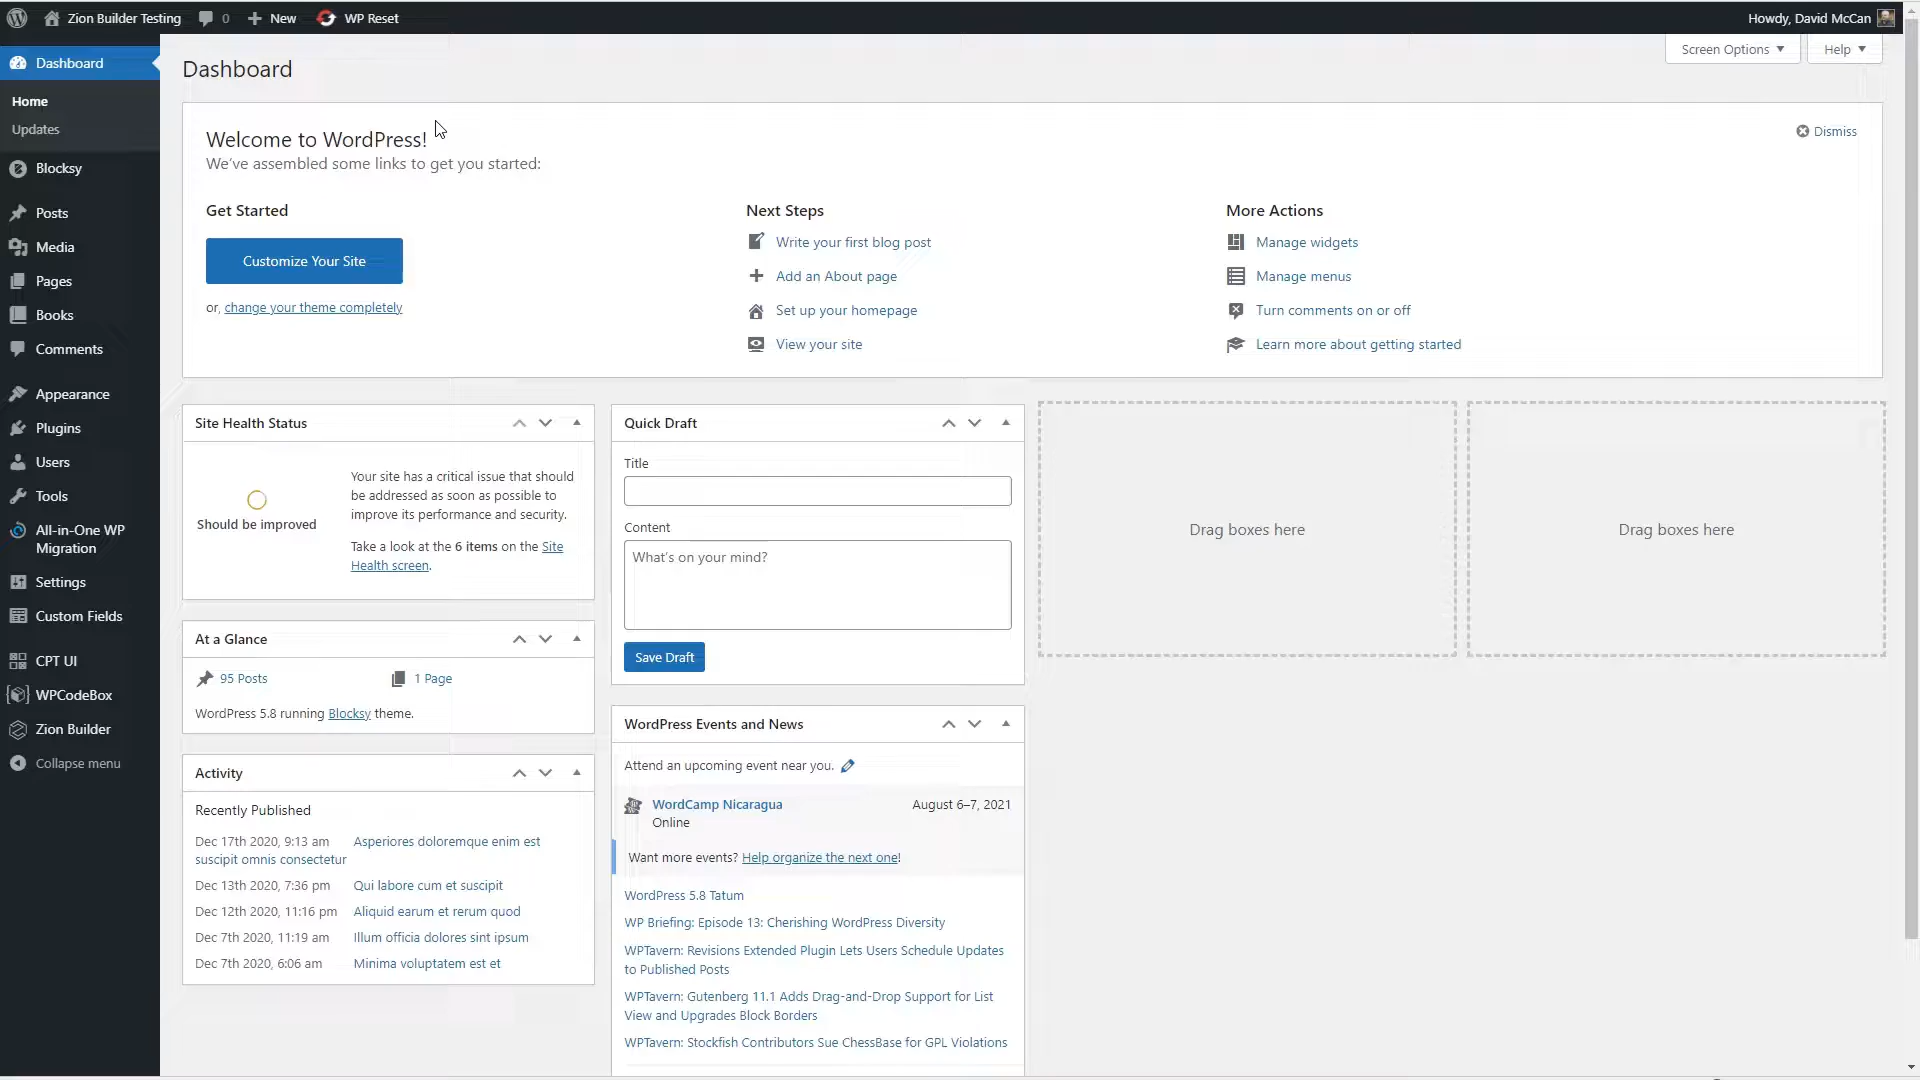 Zion Builder Testing
0
New
WP Reset
Howdy, David McCan
Dashboard
Home
Updates
Blocksy
Posts
Media
Pages
Books
Comments
Appearance
Plugins
Users
Tools
All-in-One WP
Migration
Settings
Custom Fields
CPT UI
WPCodeBox
Zion Builder
Collapse menu
Screen Options
Help
Dashboard
Welcome to WordPress!
We've assembled some links to get you started:
Dismiss
Get Started
Customize Your Site
or, change your theme completely
Next Steps
Write your first blog post
Add an About page
Set up your homepage
View your site
More Actions
Manage widgets
Manage menus
Turn comments on or off
Learn more about getting started
Site Health Status
Should be improved
Your site has a critical issue that should
be addressed as soon as possible to
improve its performance and security.
Take a look at the 6 items on the Site
Health screen.
At a Glance
95 Posts
1 Page
WordPress 5.8 running Blocksy theme.
Activity
Recently Published
Dec 17th 2020, 9:13 am Asperiores doloremque enim est
suscipit omnis consectetur
Dec 13th 2020, 7:36 pm Qui labore cum et suscipit
Dec 12th 2020, 11:16 pm Aliquid earum et rerum quod
Dec 7th 2020, 11:19 am Illum officia dolores sint ipsum
Dec 7th 2020, 6:06 am Minima voluptatem est et
Quick Draft
Title
Content
What's on your mind?
Save Draft
WordPress Events and News
Attend an upcoming event near you.
WordCamp Nicaragua August 6–7, 2021
Online
Want more events? Help organize the next one!
WordPress 5.8 Tatum
WP Briefing: Episode 13: Cherishing WordPress Diversity
WPTavern: Revisions Extended Plugin Lets Users Schedule Updates
to Published Posts
WPTavern: Gutenberg 11.1 Adds Drag-and-Drop Support for List
View and Upgrades Block Borders
WPTavern: Stockfish Contributors Sue ChessBase for GPL Violations
Drag boxes here
Drag boxes here